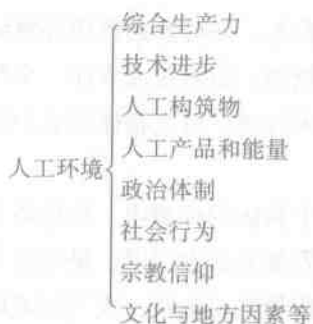 综合生产力
技术进步
人工构筑物
人工产品和能量
人工环境
政治体制
社会行为
宗教信仰
文化与地方因素等